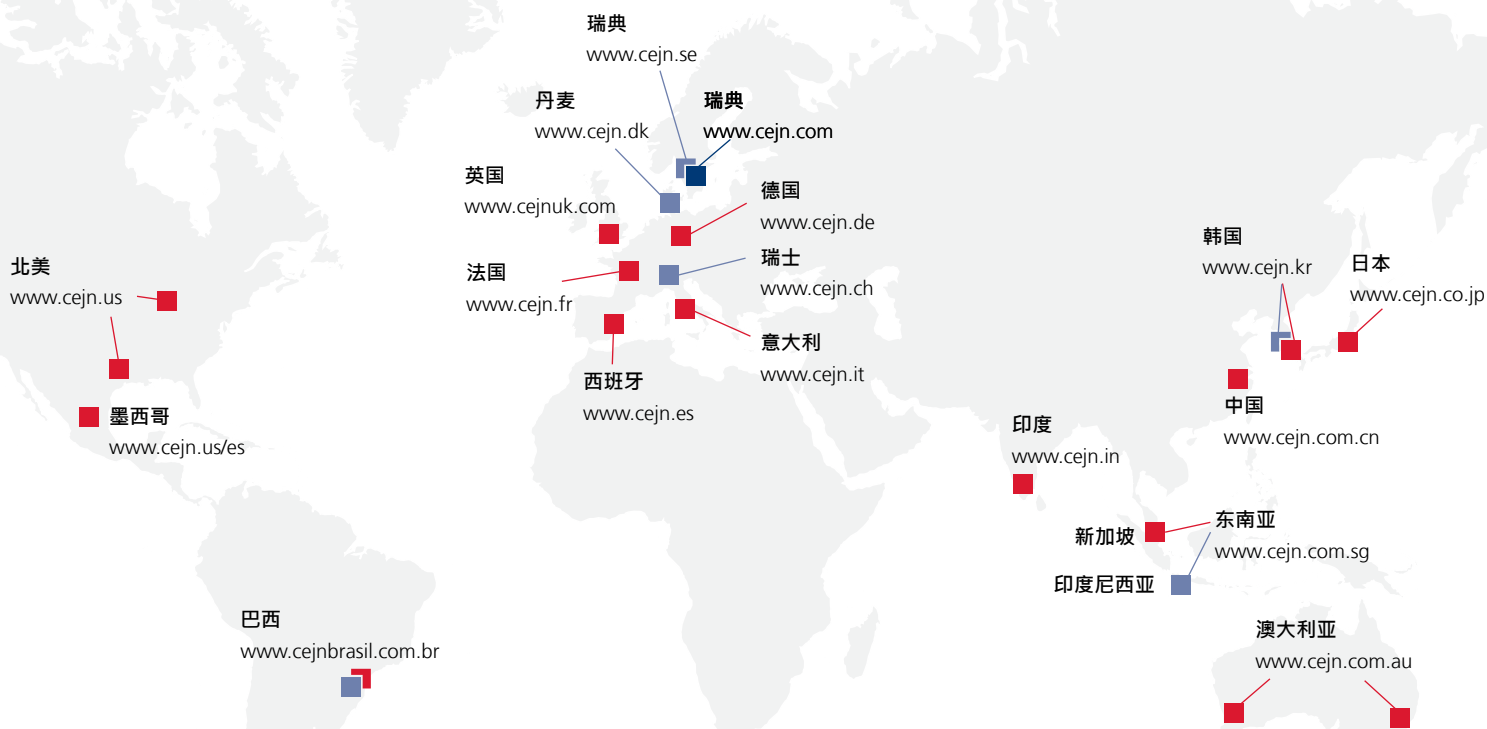 瑞典
www.cejn.se
丹麦
www.cejn.dk
瑞典
www.cejn.com
英国
www.cejnuk.com
德国
www.cejn.de
北美
www.cejn.us
法国
www.cejn.fr
瑞士
www.cejn.ch
韩国
www.cejn.kr
日本
www.cejn.co.jp
意大利
www.cejn.it
西班牙
www.cejn.es
墨西哥
www.cejn.us/es
中国
www.cejn.com.cn
印度
www.cejn.in
新加坡
东南亚
www.cejn.com.sg
印度尼西亚
巴西
www.cejnbrasil.com.br
澳大利亚
www.cejn.com.au